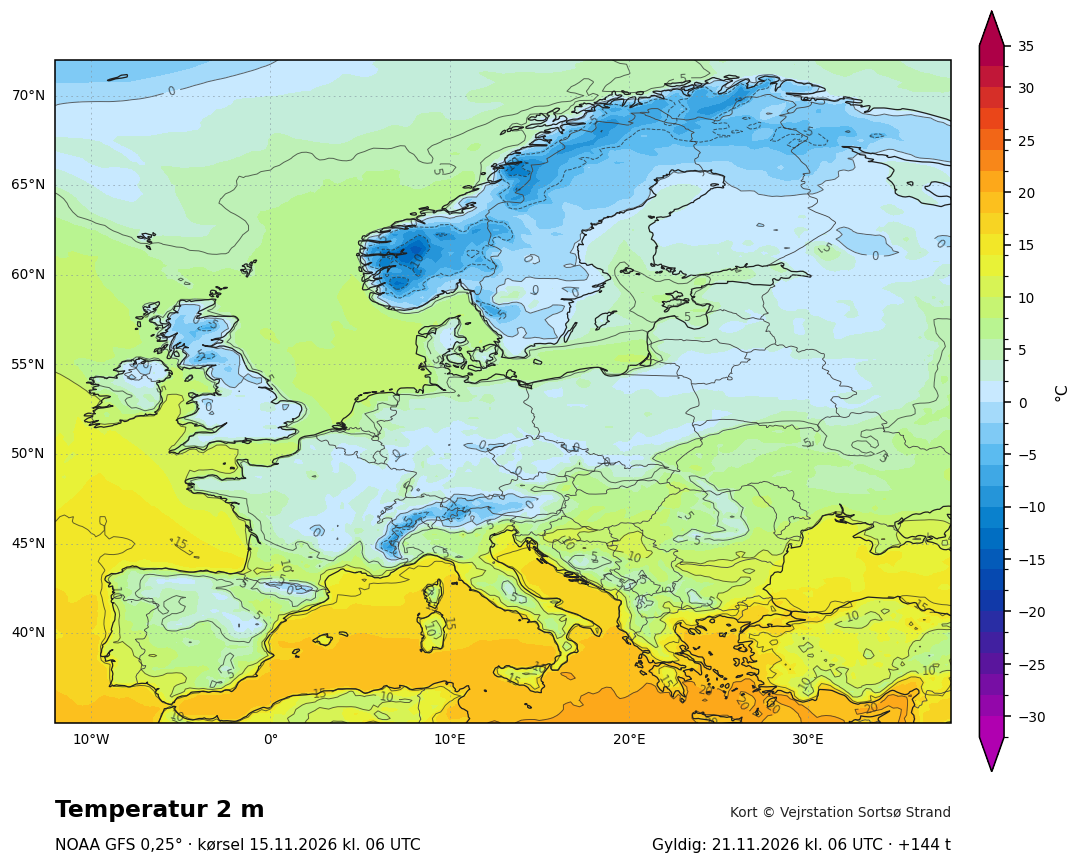 35
30
25
20
15
10
5
0
−5
−10
−15
−20
−25
−30
°C
70°N
65°N
60°N
55°N
50°N
45°N
40°N
10°W
0°
10°E
20°E
30°E
Temperatur 2 m
Kort © Vejrstation Sortsø Strand
NOAA GFS 0,25° · kørsel 15.11.2026 kl. 06 UTC
Gyldig: 21.11.2026 kl. 06 UTC · +144 t